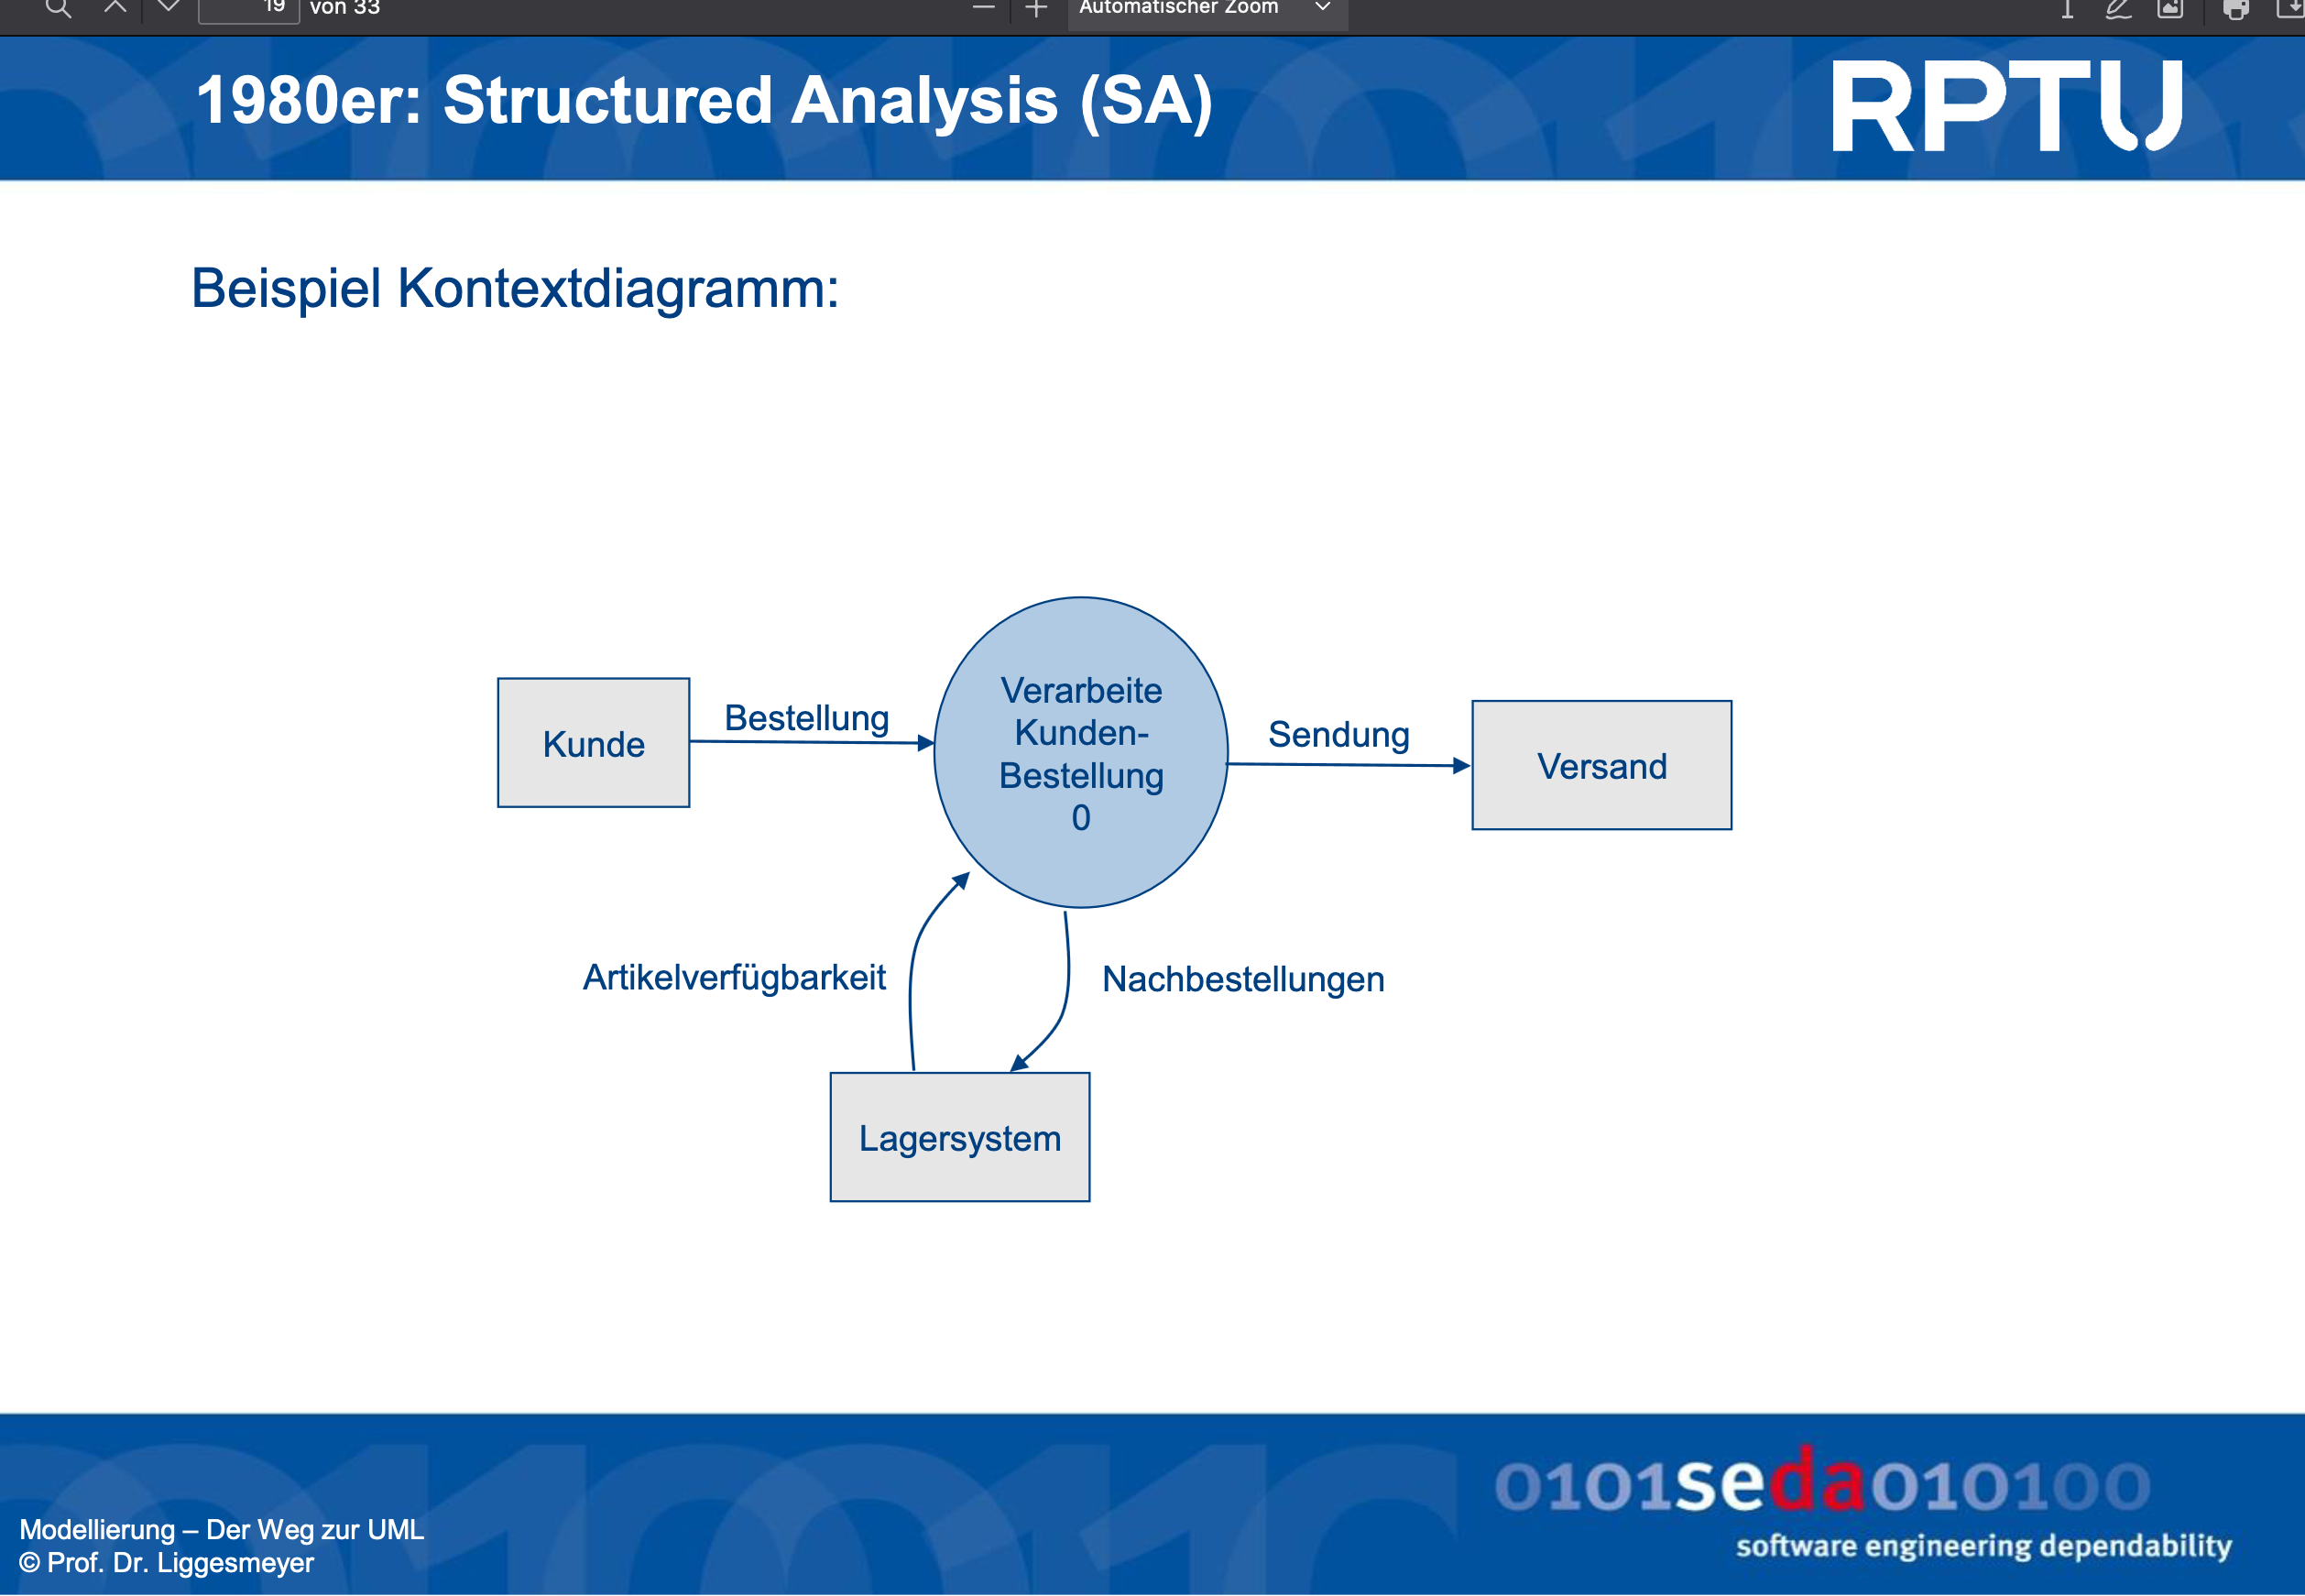 19 von 33
Automatischer Zoom
1980er: Structured Analysis (SA)
RPTU
Beispiel Kontextdiagramm:
Kunde
Bestellung
Verarbeite
Kunden-
Bestellung
0
Sendung
Versand
Artikelverfügbarkeit
Nachbestellungen
Lagersystem
0101seda010100
software engineering dependability
Modellierung – Der Weg zur UML
© Prof. Dr. Liggesmeyer